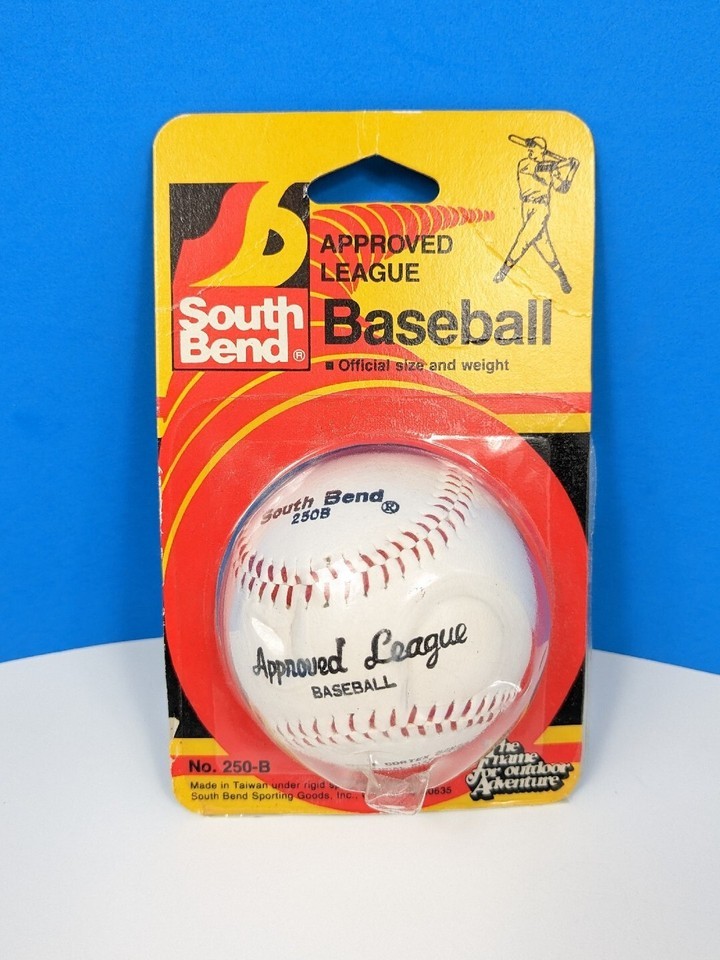 APPROVED
LEAGUE
South
Bend®
Baseball
■ Official size and weight
South Bend®
250B
Approved League
BASEBALL
No. 250-B
Made in Taiwan under rigid
South Bend Sporting Goods, Inc.,
The
name
for outdoor
Adventure